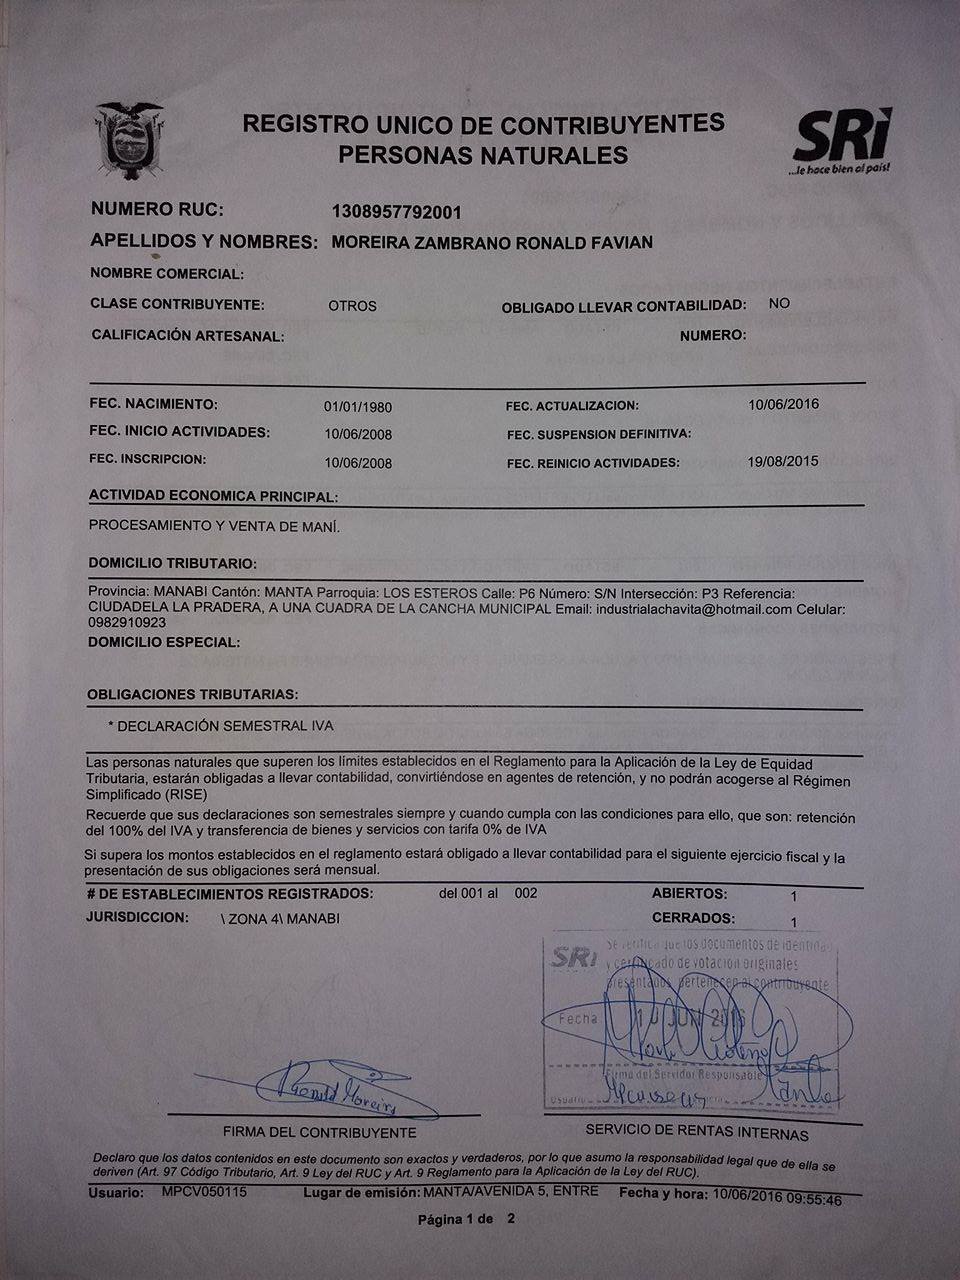 REGISTRO UNICO DE CONTRIBUYENTES
PERSONAS NATURALES
SRi
...le hace bien al país!
NUMERO RUC: 1308957792001
APELLIDOS Y NOMBRES: MOREIRA ZAMBRANO RONALD FAVIAN
NOMBRE COMERCIAL:
CLASE CONTRIBUYENTE: OTROS OBLIGADO LLEVAR CONTABILIDAD: NO
CALIFICACIÓN ARTESANAL: NUMERO:
FEC. NACIMIENTO: 01/01/1980 FEC. ACTUALIZACION: 10/06/2016
FEC. INICIO ACTIVIDADES: 10/06/2008 FEC. SUSPENSION DEFINITIVA:
FEC. INSCRIPCION: 10/06/2008 FEC. REINICIO ACTIVIDADES: 19/08/2015
ACTIVIDAD ECONOMICA PRINCIPAL:
PROCESAMIENTO Y VENTA DE MANÍ.
DOMICILIO TRIBUTARIO:
Provincia: MANABI Cantón: MANTA Parroquia: LOS ESTEROS Calle: P6 Número: S/N Intersección: P3 Referencia:
CIUDADELA LA PRADERA, A UNA CUADRA DE LA CANCHA MUNICIPAL Email: industrialachavita@hotmail.com Celular:
0982910923
DOMICILIO ESPECIAL:
OBLIGACIONES TRIBUTARIAS:
* DECLARACIÓN SEMESTRAL IVA
Las personas naturales que superen los límites establecidos en el Reglamento para la Aplicación de la Ley de Equidad
Tributaria, estarán obligadas a llevar contabilidad, convirtiéndose en agentes de retención, y no podrán acogerse al Régimen
Simplificado (RISE)
Recuerde que sus declaraciones son semestrales siempre y cuando cumpla con las condiciones para ello, que son: retención
del 100% del IVA y transferencia de bienes y servicios con tarifa 0% de IVA
Si supera los montos establecidos en el reglamento estará obligado a llevar contabilidad para el siguiente ejercicio fiscal y la
presentación de sus obligaciones será mensual.
# DE ESTABLECIMIENTOS REGISTRADOS: del 001 al 002 ABIERTOS: 1
JURISDICCION: \ ZONA 4\ MANABI CERRADOS: 1
SRi Se verifica que los documentos de identidad
y certificado de votación originales
presentados, pertenecen al contribuyente
Fecha 10 JUN 2016
Firma del Servidor Responsable
Usuario
Ronald Moreira
FIRMA DEL CONTRIBUYENTE SERVICIO DE RENTAS INTERNAS
Declaro que los datos contenidos en este documento son exactos y verdaderos, por lo que asumo la responsabilidad legal que de ella se
deriven (Art. 97 Código Tributario, Art. 9 Ley del RUC y Art. 9 Reglamento para la Aplicación de la Ley del RUC).
Usuario: MPCV050115 Lugar de emisión: MANTA/AVENIDA 5, ENTRE Fecha y hora: 10/06/2016 09:55:46
Página 1 de 2